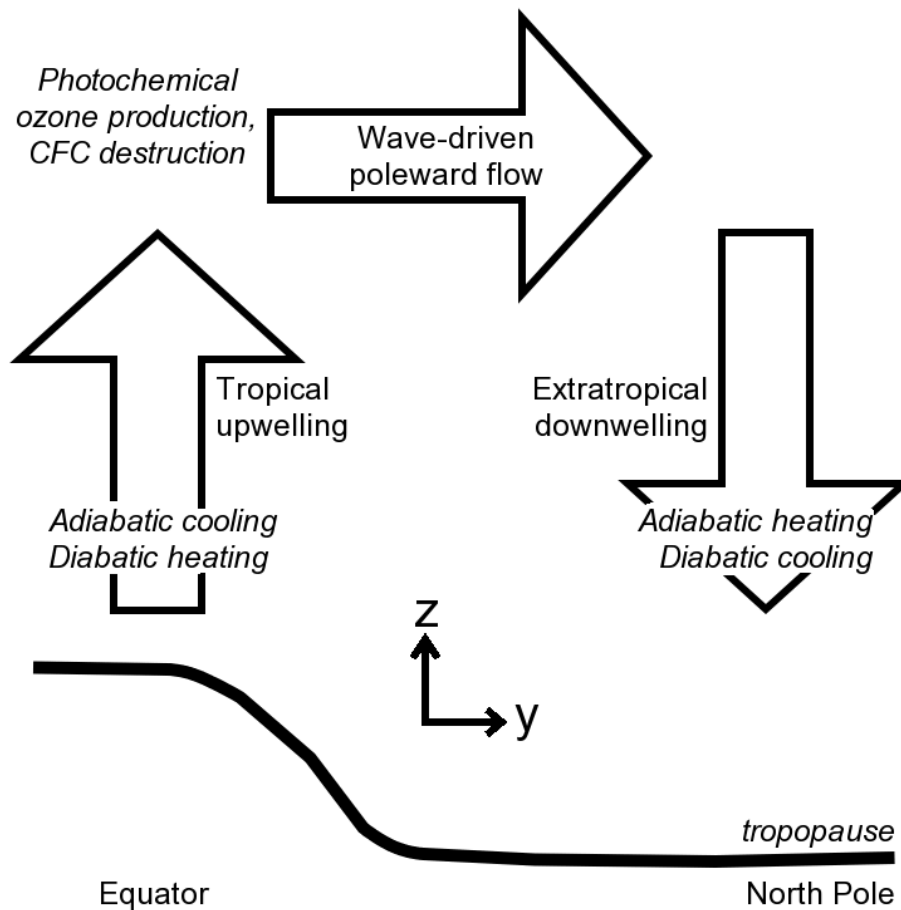 Photochemical
ozone production,
CFC destruction
Wave-driven
poleward flow
Tropical
upwelling
Extratropical
downwelling
Adiabatic cooling
Diabatic heating
Adiabatic heating
Diabatic cooling
z
y
tropopause
Equator
North Pole